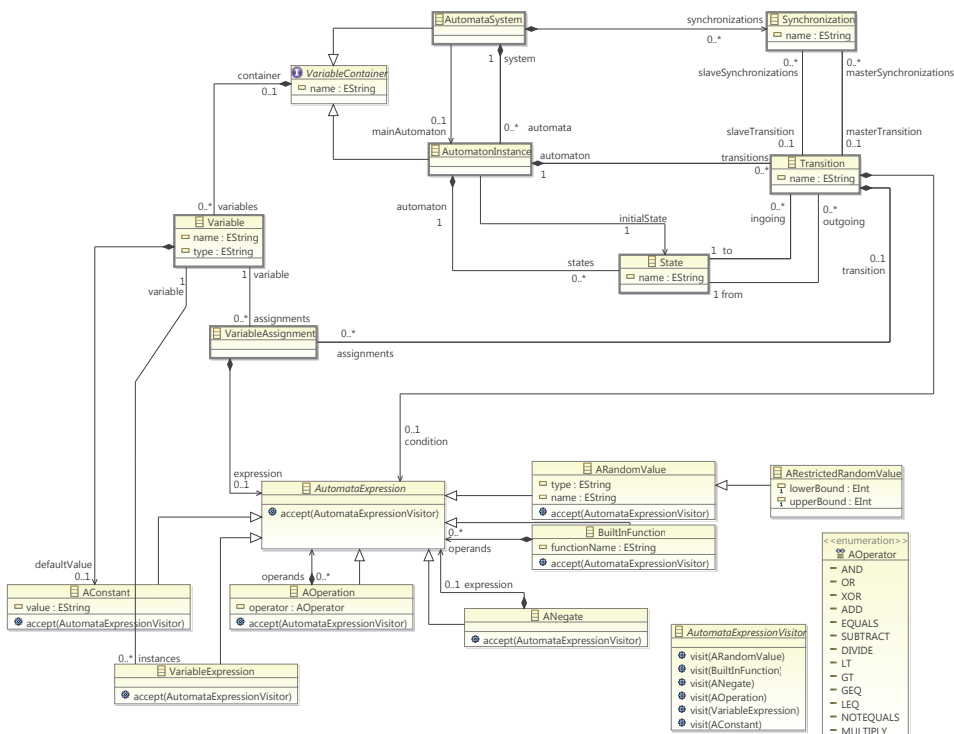 AutomataSystem
synchronizations
0..*
Synchronization
name : EString
1 system
container
0..1
VariableContainer
name : EString
0..*
slaveSynchronizations
0..*
masterSynchronizations
0..1
mainAutomaton
0..* automata
slaveTransition
0..1
masterTransition
0..1
AutomatonInstance
automaton
1
transitions
0..*
Transition
name : EString
0..* variables
automaton
1
initialState
1
0..*
ingoing
0..*
outgoing
Variable
name : EString
type : EString
1 to
states
0..*
State
name : EString
1 from
0..1
transition
1
variable
1 variable
0..* assignments
VariableAssignment
0..*
assignments
0..1
condition
expression
0..1
AutomataExpression
accept(AutomataExpressionVisitor)
ARandomValue
type : EString
name : EString
accept(AutomataExpressionVisitor)
ARestrictedRandomValue
lowerBound : EInt
upperBound : EInt
0..*
operands
BuiltInFunction
functionName : EString
accept(AutomataExpressionVisitor)
defaultValue
0..1
operands 0..*
0..1 expression
AConstant
value : EString
accept(AutomataExpressionVisitor)
AOperation
operator : AOperator
accept(AutomataExpressionVisitor)
ANegate
accept(AutomataExpressionVisitor)
0..* instances
VariableExpression
accept(AutomataExpressionVisitor)
AutomataExpressionVisitor
visit(ARandomValue)
visit(BuiltInFunction)
visit(ANegate)
visit(AOperation)
visit(VariableExpression)
visit(AConstant)
<<enumeration>>
AOperator
AND
OR
XOR
ADD
EQUALS
SUBTRACT
DIVIDE
LT
GT
GEQ
LEQ
NOTEQUALS
MULTIPLY